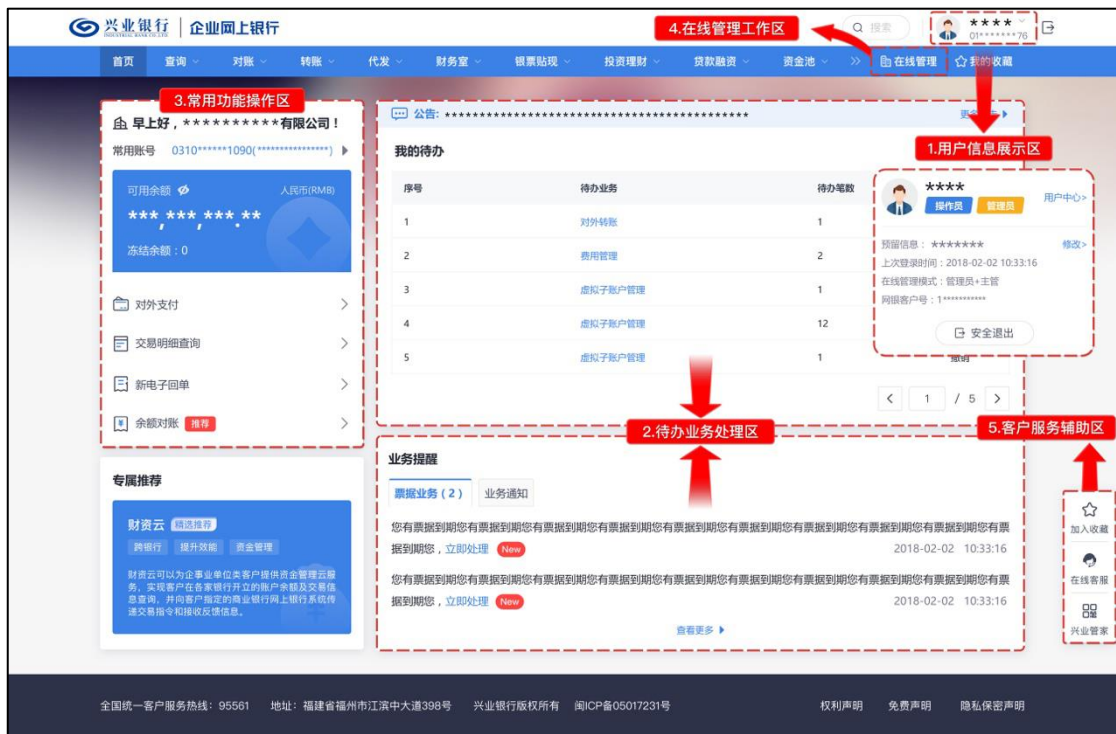 兴业银行 企业网上银行
INDUSTRIAL BANK CO.,LTD.
4.在线管理工作区
搜索
****
01*******76
首页 查询 对账 转账 代发 财务室 银票贴现 投资理财 贷款融资 资金池 在线管理 我的收藏
3.常用功能操作区
早上好，**********有限公司！
常用账号 0310******1090(****************)
可用余额 人民币(RMB)
***,***,***.**
冻结余额：0
对外支付
交易明细查询
新电子回单
余额对账 推荐
专属推荐
财资云 精选推荐
跨银行 提升效能 资金管理
财资云可以为企事业单位类客户提供资金管理云服
务，实现客户在各家银行开立的账户余额及交易信
息查询，并向客户指定的商业银行网上银行系统传
递交易指令和接收反馈信息。
公告: ********************************************
我的待办
序号 待办业务 待办笔数
1 对外转账 1
2 费用管理 2
3 虚拟子账户管理 1
4 虚拟子账户管理 12
5 虚拟子账户管理 1 撤销
1 / 5
1.用户信息展示区
****
操作员 管理员 用户中心>
预留信息：******* 修改>
上次登录时间：2018-02-02 10:33:16
在线管理模式：管理员+主管
网银客户号：1***********
安全退出
2.待办业务处理区
业务提醒
票据业务（2） 业务通知
您有票据到期您有票据到期您有票据到期您有票据到期您有票据到期您有票据到期您有票据到期您有票据到期您有票
据到期您，立即处理 New 2018-02-02 10:33:16
您有票据到期您有票据到期您有票据到期您有票据到期您有票据到期您有票据到期您有票据到期您有票据到期您有票
据到期您，立即处理 New 2018-02-02 10:33:16
查看更多
5.客户服务辅助区
加入收藏
在线客服
兴业管家
全国统一客户服务热线：95561 地址：福建省福州市江滨中大道398号 兴业银行版权所有 闽ICP备05017231号 权利声明 免费声明 隐私保密声明